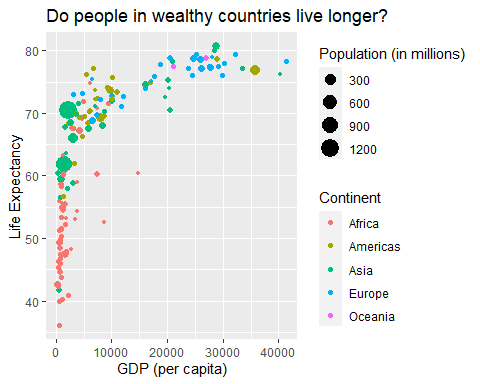 Do people in wealthy countries live longer?
80
70
60
50
40
Life Expectancy
0
10000
20000
30000
40000
GDP (per capita)
Population (in millions)
300
600
900
1200
Continent
Africa
Americas
Asia
Europe
Oceania